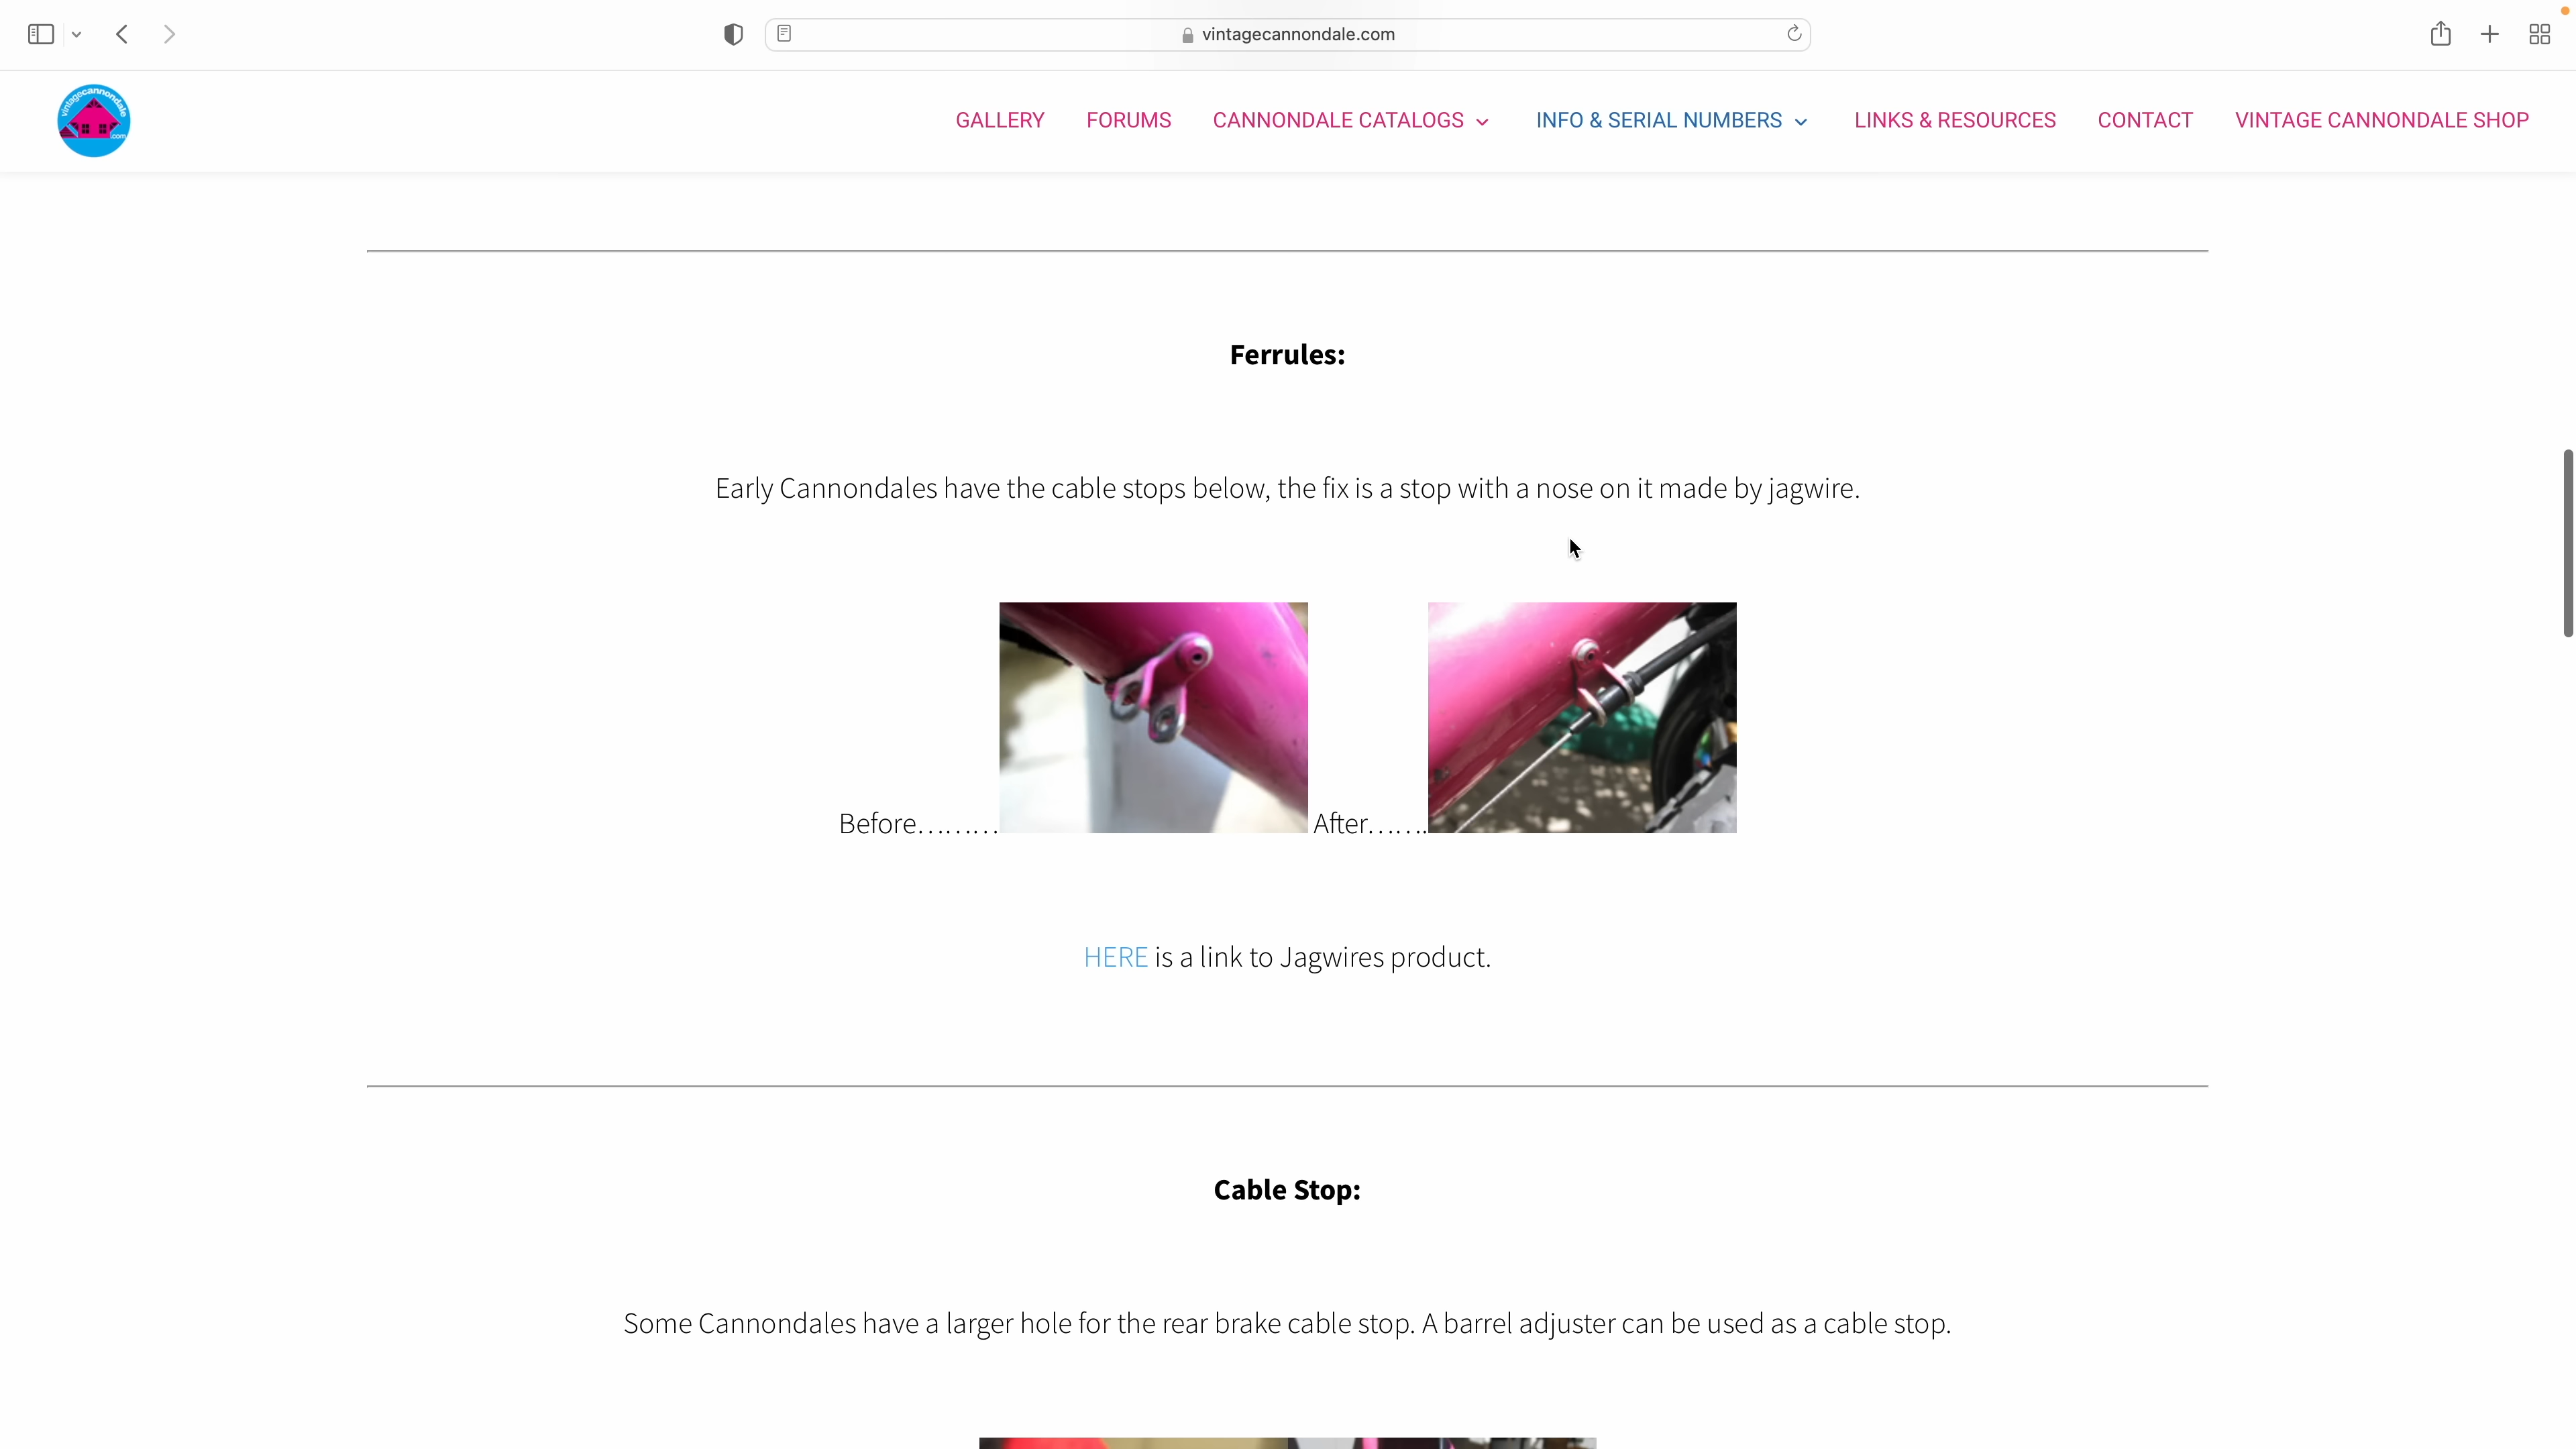 vintagecannondale.com
vintagecannondale
.com
GALLERY FORUMS CANNONDALE CATALOGS INFO & SERIAL NUMBERS LINKS & RESOURCES CONTACT VINTAGE CANNONDALE SHOP
Ferrules:
Early Cannondales have the cable stops below, the fix is a stop with a nose on it made by jagwire.
Before……… After…….
HERE is a link to Jagwires product.
Cable Stop:
Some Cannondales have a larger hole for the rear brake cable stop. A barrel adjuster can be used as a cable stop.